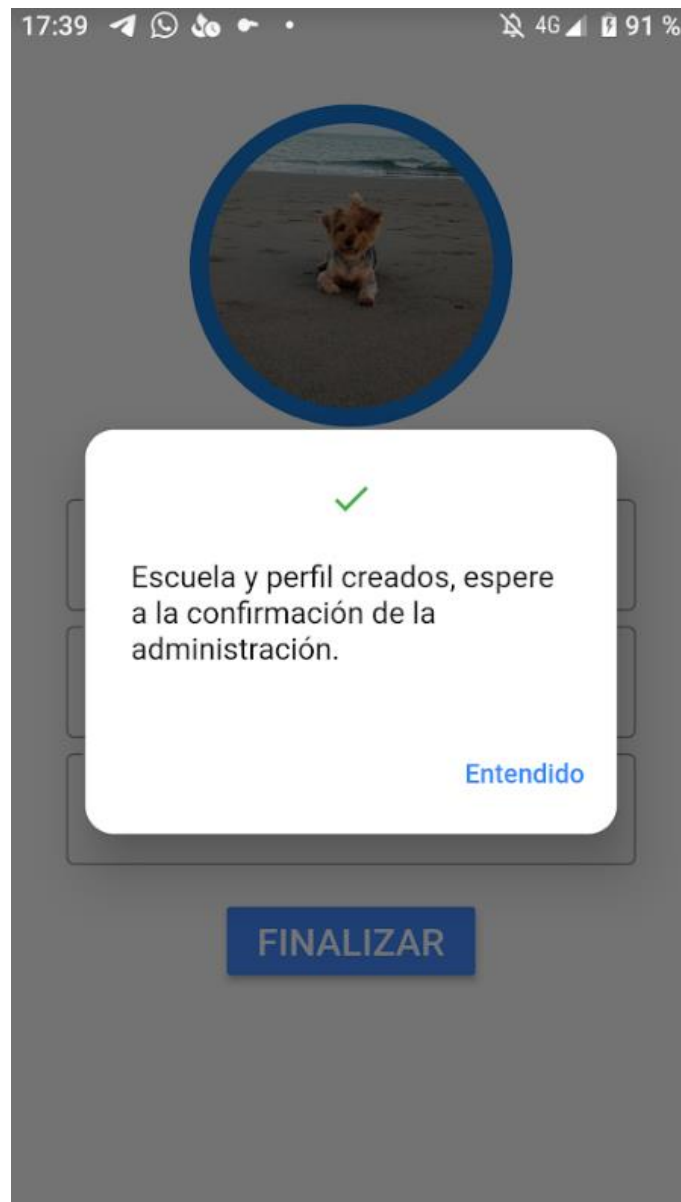 17:39 4G 91 %
Escuela y perfil creados, espere
a la confirmación de la
administración.
Entendido
FINALIZAR